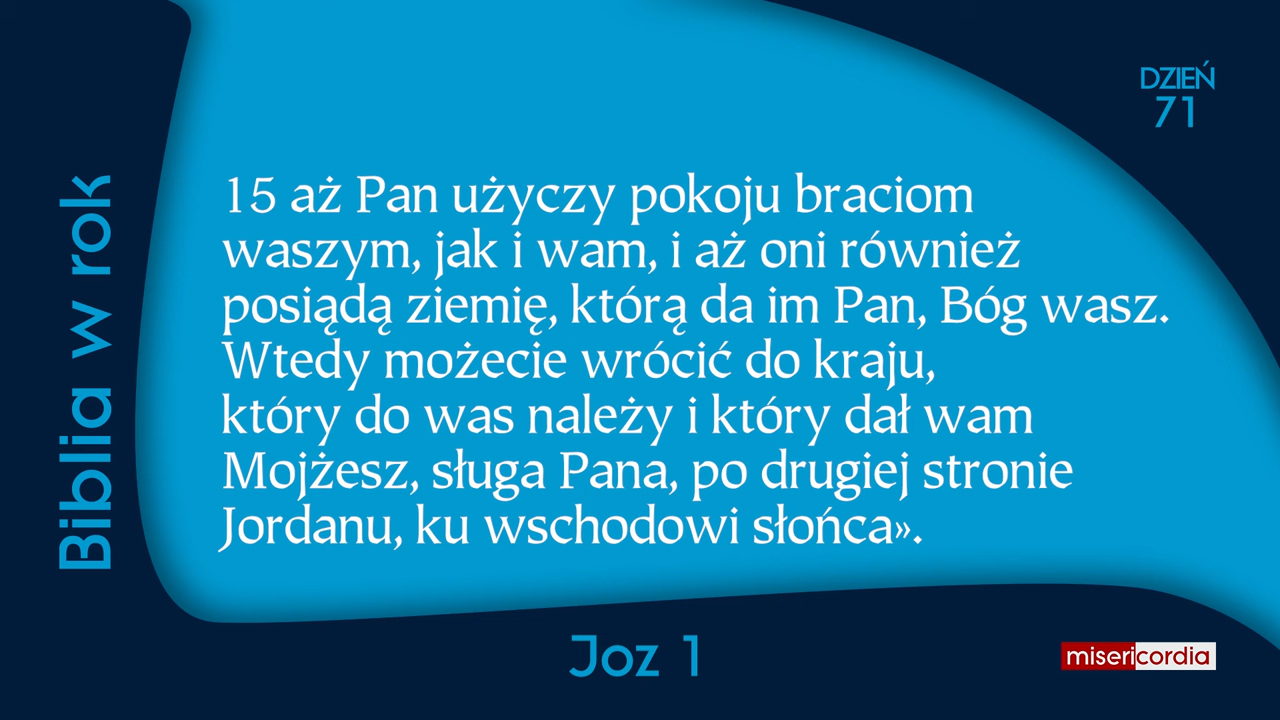 DZIEŃ
71
Biblia w rok
15 aż Pan użyczy pokoju braciom
waszym, jak i wam, i aż oni również
posiądą ziemię, którą da im Pan, Bóg wasz.
Wtedy możecie wrócić do kraju,
który do was należy i który dał wam
Mojżesz, sługa Pana, po drugiej stronie
Jordanu, ku wschodowi słońca».
Joz 1
misericordia